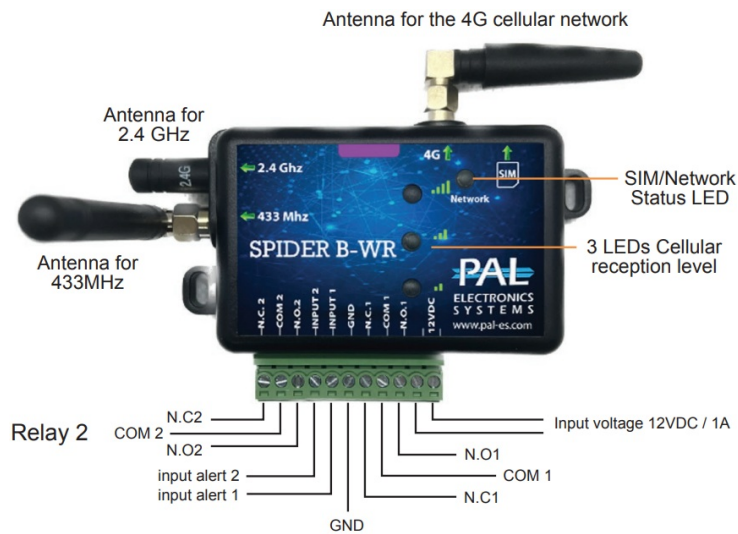 Antenna for the 4G cellular network
Antenna for
2.4 GHz
4G
SIM
2.4 Ghz
2.4G
Network
SIM/Network
Status LED
433 Mhz
SPIDER B-WR
3 LEDs Cellular
reception level
Antenna for
433MHz
PAL
ELECTRONICS
SYSTEMS
www.pal-es.com
N.C.2
COM 2
N.O.2
INPUT 2
INPUT 1
GND
N.C.1
COM 1
N.O.1
12VDC
N.C2
Relay 2
COM 2
N.O2
input alert 2
input alert 1
GND
Input voltage 12VDC / 1A
N.O1
COM 1
N.C1